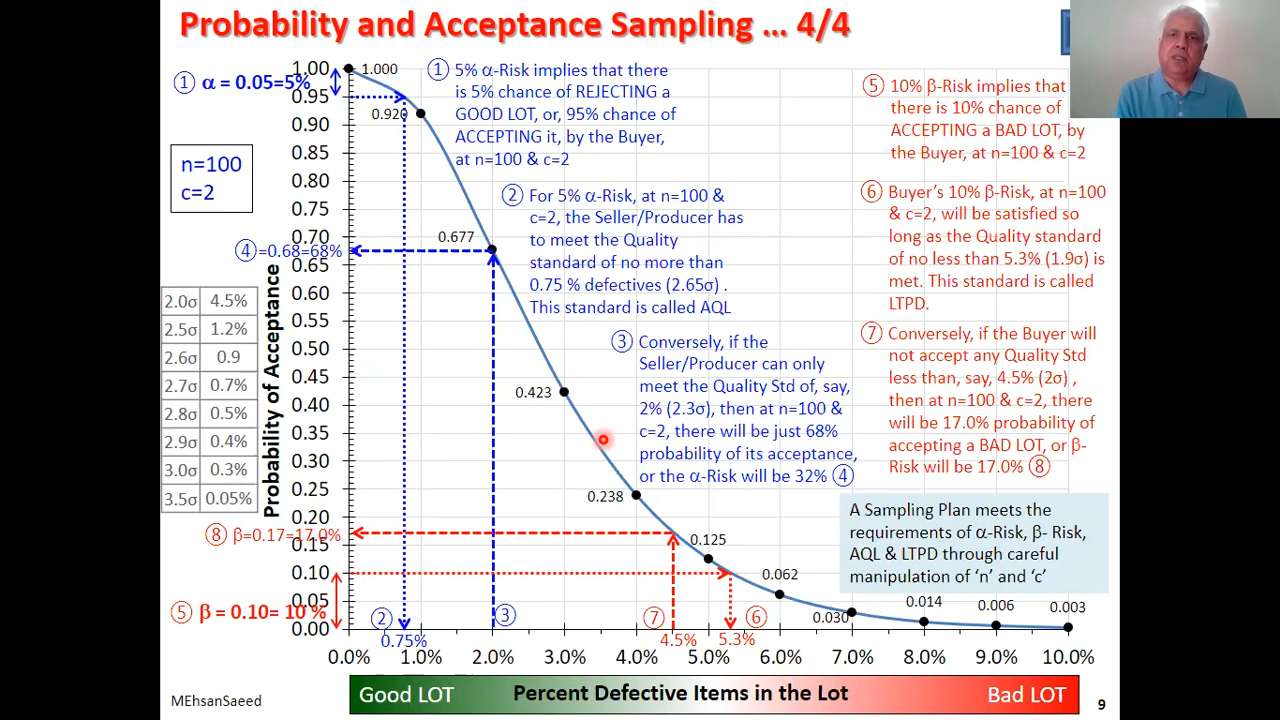 Probability and Acceptance Sampling ... 4/4
① α = 0.05=5%
n=100
c=2
④=0.68=68%
2.0σ 4.5%
2.5σ 1.2%
2.6σ 0.9
2.7σ 0.7%
2.8σ 0.5%
2.9σ 0.4%
3.0σ 0.3%
3.5σ 0.05%
⑧ β=0.17=17.0%
⑤ β = 0.10= 10 %
Probability of Acceptance
1.00
0.95
0.90
0.85
0.80
0.75
0.70
0.65
0.60
0.55
0.50
0.45
0.40
0.35
0.30
0.25
0.20
0.15
0.10
0.05
0.00
1.000
0.920
0.677
0.423
0.238
0.125
0.062
0.030
0.014
0.006
0.003
① 5% α-Risk implies that there
is 5% chance of REJECTING a
GOOD LOT, or, 95% chance of
ACCEPTING it, by the Buyer,
at n=100 & c=2
② For 5% α-Risk, at n=100 &
c=2, the Seller/Producer has
to meet the Quality
standard of no more than
0.75 % defectives (2.65σ) .
This standard is called AQL
③ Conversely, if the
Seller/Producer can only
meet the Quality Std of, say,
2% (2.3σ), then at n=100 &
c=2, there will be just 68%
probability of its acceptance,
or the α-Risk will be 32% ④
⑤ 10% β-Risk implies that
there is 10% chance of
ACCEPTING a BAD LOT, by
the Buyer, at n=100 & c=2
⑥ Buyer's 10% β-Risk, at n=100
& c=2, will be satisfied so
long as the Quality standard
of no less than 5.3% (1.9σ) is
met. This standard is called
LTPD.
⑦ Conversely, if the Buyer will
not accept any Quality Std
less than, say, 4.5% (2σ) ,
then at n=100 & c=2, there
will be 17.0% probability of
accepting a BAD LOT, or β-
Risk will be 17.0% ⑧
A Sampling Plan meets the
requirements of α-Risk, β- Risk,
AQL & LTPD through careful
manipulation of 'n' and 'c'
② ③ ⑦ ⑥
0.75% 4.5% 5.3%
0.0% 1.0% 2.0% 3.0% 4.0% 5.0% 6.0% 7.0% 8.0% 9.0% 10.0%
Good LOT Percent Defective Items in the Lot Bad LOT
MEhsanSaeed
9